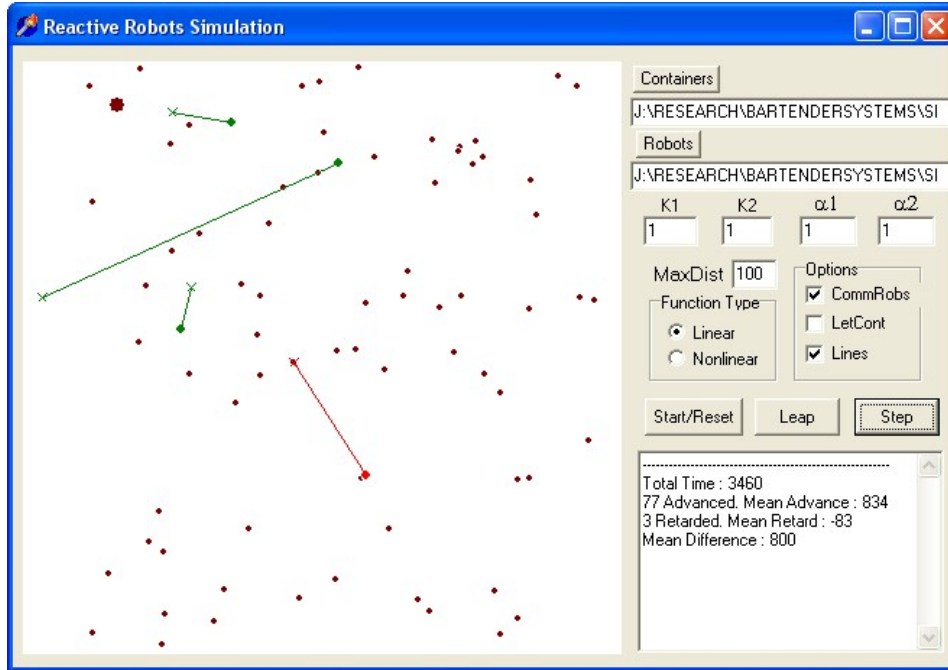 Reactive Robots Simulation
Containers
J:\RESEARCH\BARTENDERSYSTEMS\SI
Robots
J:\RESEARCH\BARTENDERSYSTEMS\SI
K1 K2 α1 α2
1 1 1 1
MaxDist 100
Function Type
Linear
Nonlinear
Options
CommRobs
LetCont
Lines
Start/Reset Leap Step
------------------------------------------------------------
Total Time : 3460
77 Advanced. Mean Advance : 834
3 Retarded. Mean Retard : -83
Mean Difference : 800